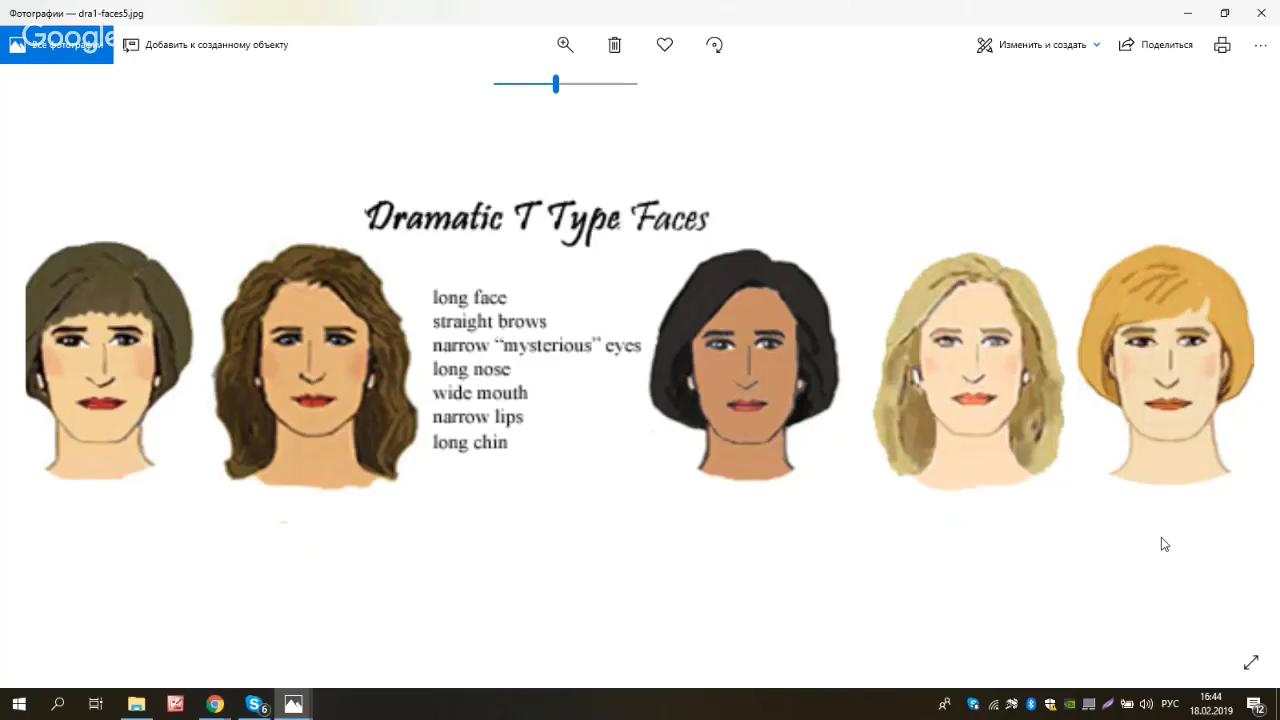 Фотографии — dra1-faces5.jpg
Google
Все фотографии
Добавить к созданному объекту
Изменить и создать
Поделиться
Dramatic T Type Faces
long face
straight brows
narrow “mysterious” eyes
long nose
wide mouth
narrow lips
long chin
6
РУС
16:44
18.02.2019
12